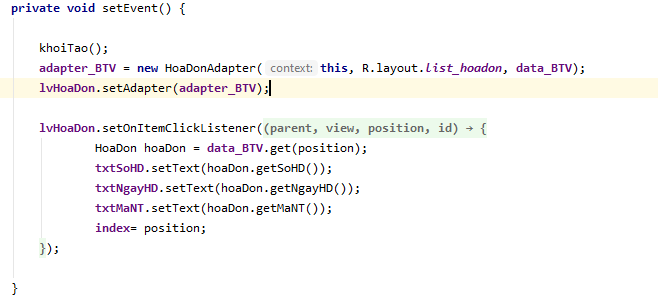 private void setEvent() {
khoiTao();
adapter_BTV = new HoaDonAdapter( context: this, R.layout.list_hoadon, data_BTV);
lvHoaDon.setAdapter(adapter_BTV);
lvHoaDon.setOnItemClickListener((parent, view, position, id) → {
HoaDon hoaDon = data_BTV.get(position);
txtSoHD.setText(hoaDon.getSoHD());
txtNgayHD.setText(hoaDon.getNgayHD());
txtMaNT.setText(hoaDon.getMaNT());
index= position;
});
}